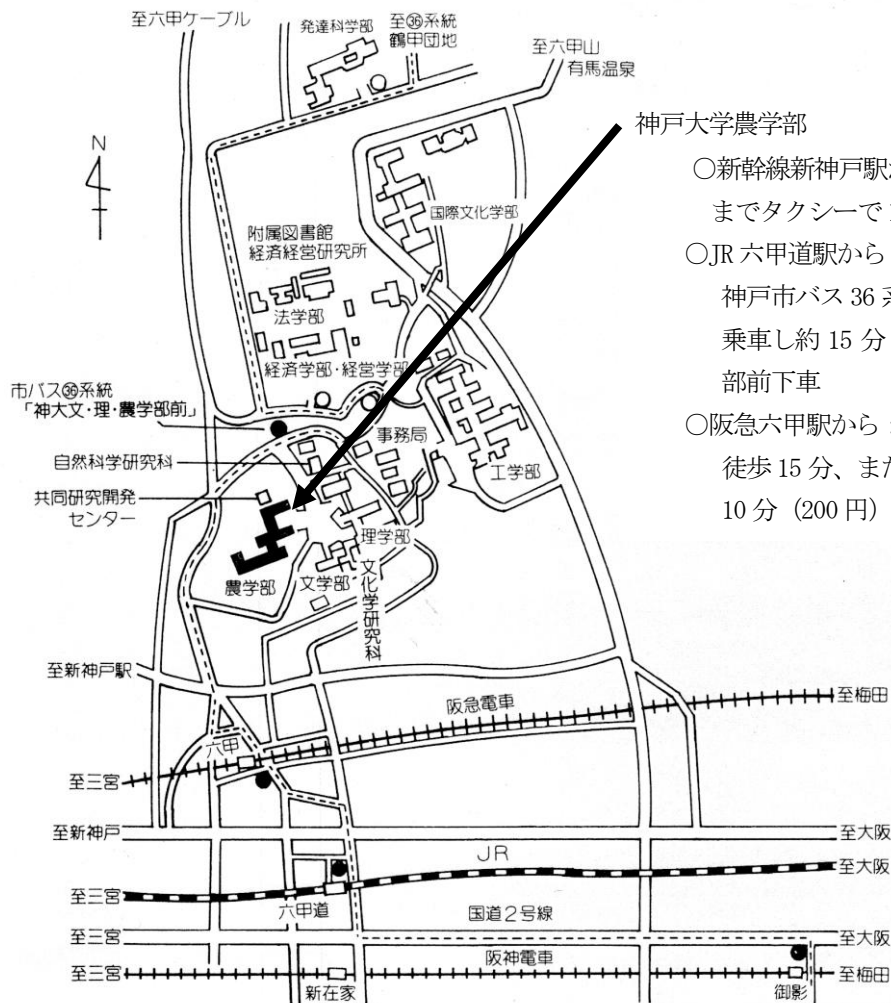 至六甲ケーブル
発達科学部
至㊱系統
鶴甲団地
至六甲山
有馬温泉
N
神戸大学農学部
○新幹線新神戸駅
までタクシーで
○JR 六甲道駅から
神戸市バス 36 系
乗車し約 15 分
部前下車
○阪急六甲駅から
徒歩 15 分、また
10 分（200 円）
国際文化学部
附属図書館
経済経営研究所
法学部
経済学部・経営学部
市バス㊱系統
「神大文・理・農学部前」
事務局
自然科学研究科
工学部
共同研究開発
センター
理学部
農学部
文学部
文化学研究科
至新神戸駅
阪急電車
至梅田
六甲
至三宮
至新神戸
至大阪
JR
至大阪
至三宮
六甲道
国道2号線
至三宮
至大阪
阪神電車
至三宮
至梅田
新在家
御影